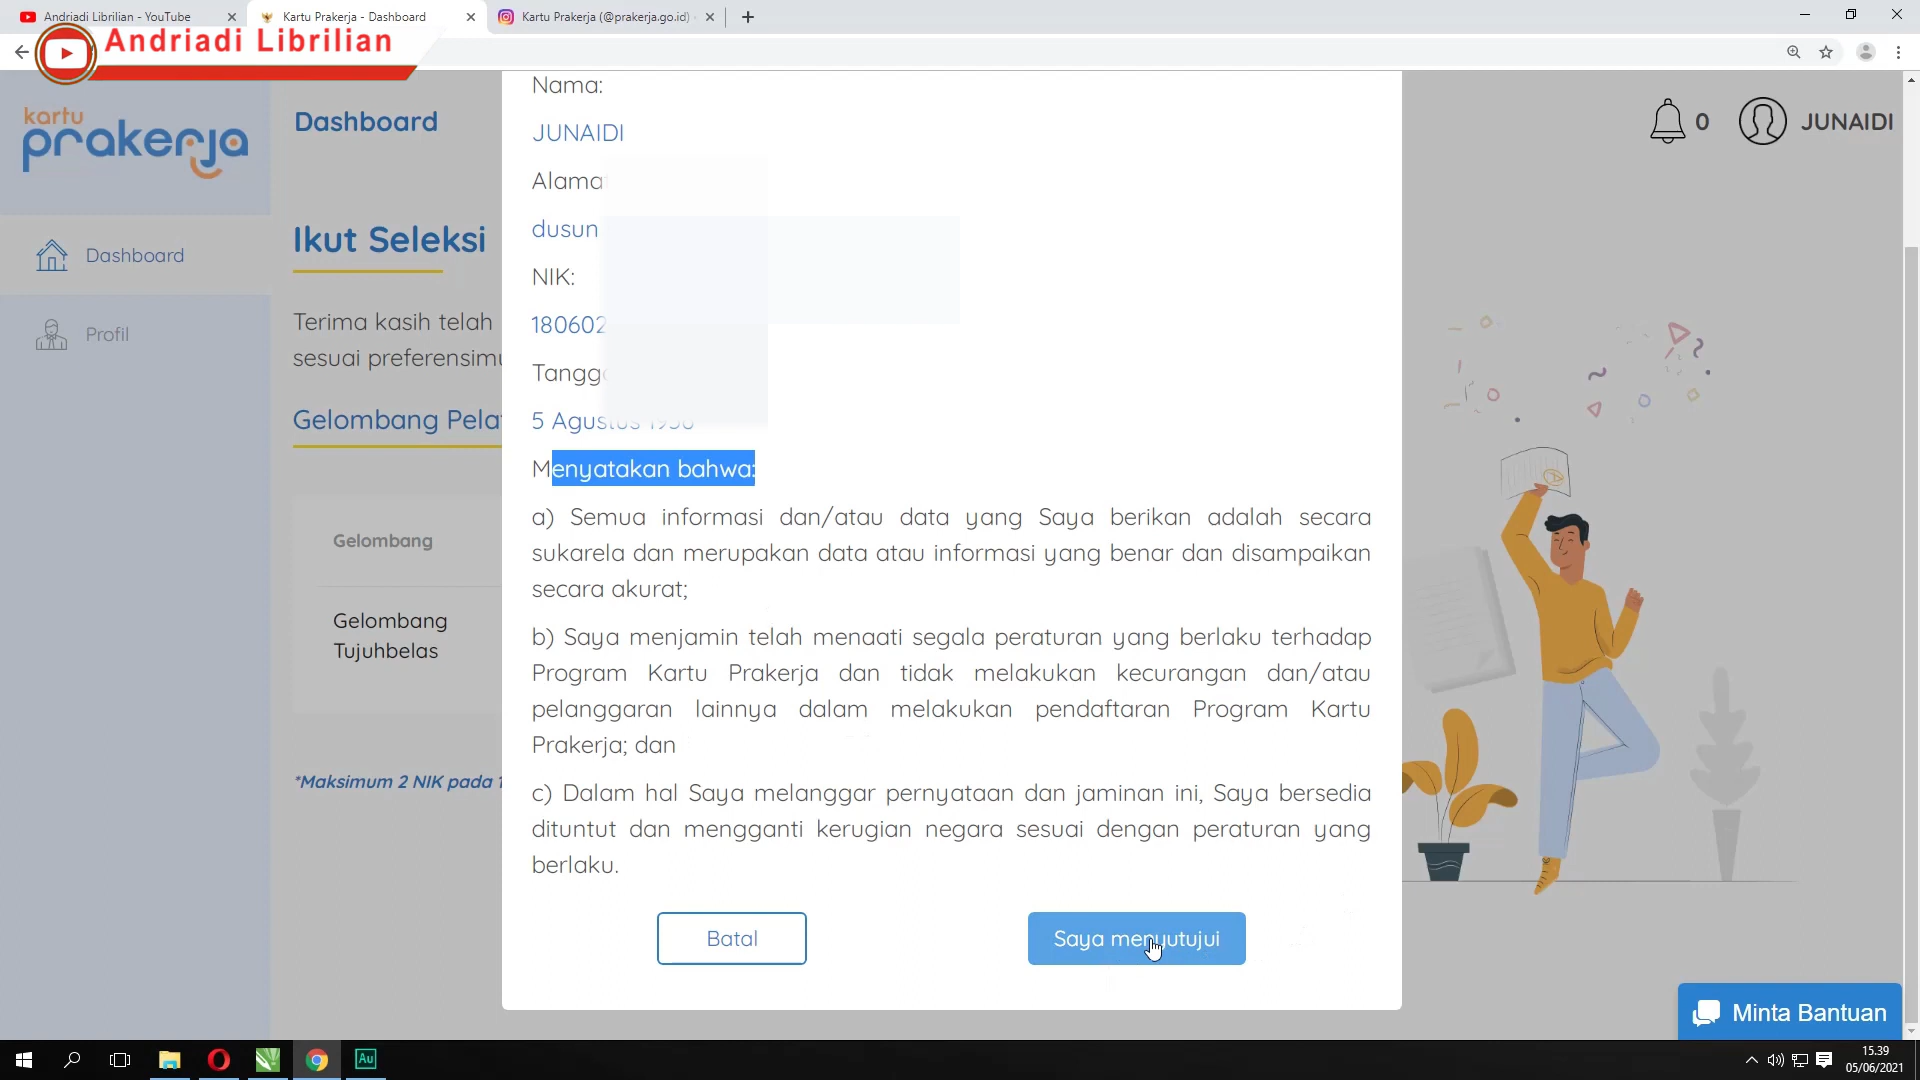 Andriadi Librilian - YouTube
Kartu Prakerja - Dashboard
Kartu Prakerja (@prakerja.go.id)
Andriadi Librilian
kartu
prakerja
Dashboard
0
JUNAIDI
Dashboard
Profil
Ikut Seleksi
Terima kasih telah
sesuai preferensimu
Gelombang
Gelombang
Gelombang
Tujuhbelas
*Maksimum 2 NIK pada 1
Nama:
JUNAIDI
Alamat
dusun
NIK:
180602
5 Agustus
Menyatakan bahwa:
a) Semua informasi dan/atau data yang Saya berikan adalah secara
sukarela dan merupakan data atau informasi yang benar dan disampaikan
secara akurat;
b) Saya menjamin telah menaati segala peraturan yang berlaku terhadap
Program Kartu Prakerja dan tidak melakukan kecurangan dan/atau
pelanggaran lainnya dalam melakukan pendaftaran Program Kartu
Prakerja; dan
c) Dalam hal Saya melanggar pernyataan dan jaminan ini, Saya bersedia
dituntut dan mengganti kerugian negara sesuai dengan peraturan yang
berlaku.
Batal
Saya menyutujui
Minta Bantuan
Au
15.39
05/06/2021